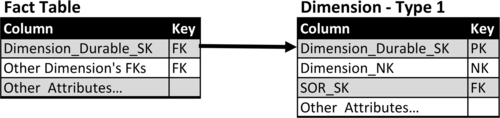 Fact Table
Column Key
Dimension_Durable_SK FK
Other Dimension's FKs FK
Other Attributes...
Dimension - Type 1
Column Key
Dimension_Durable_SK PK
Dimension_NK NK
SOR_SK FK
Other Attributes...